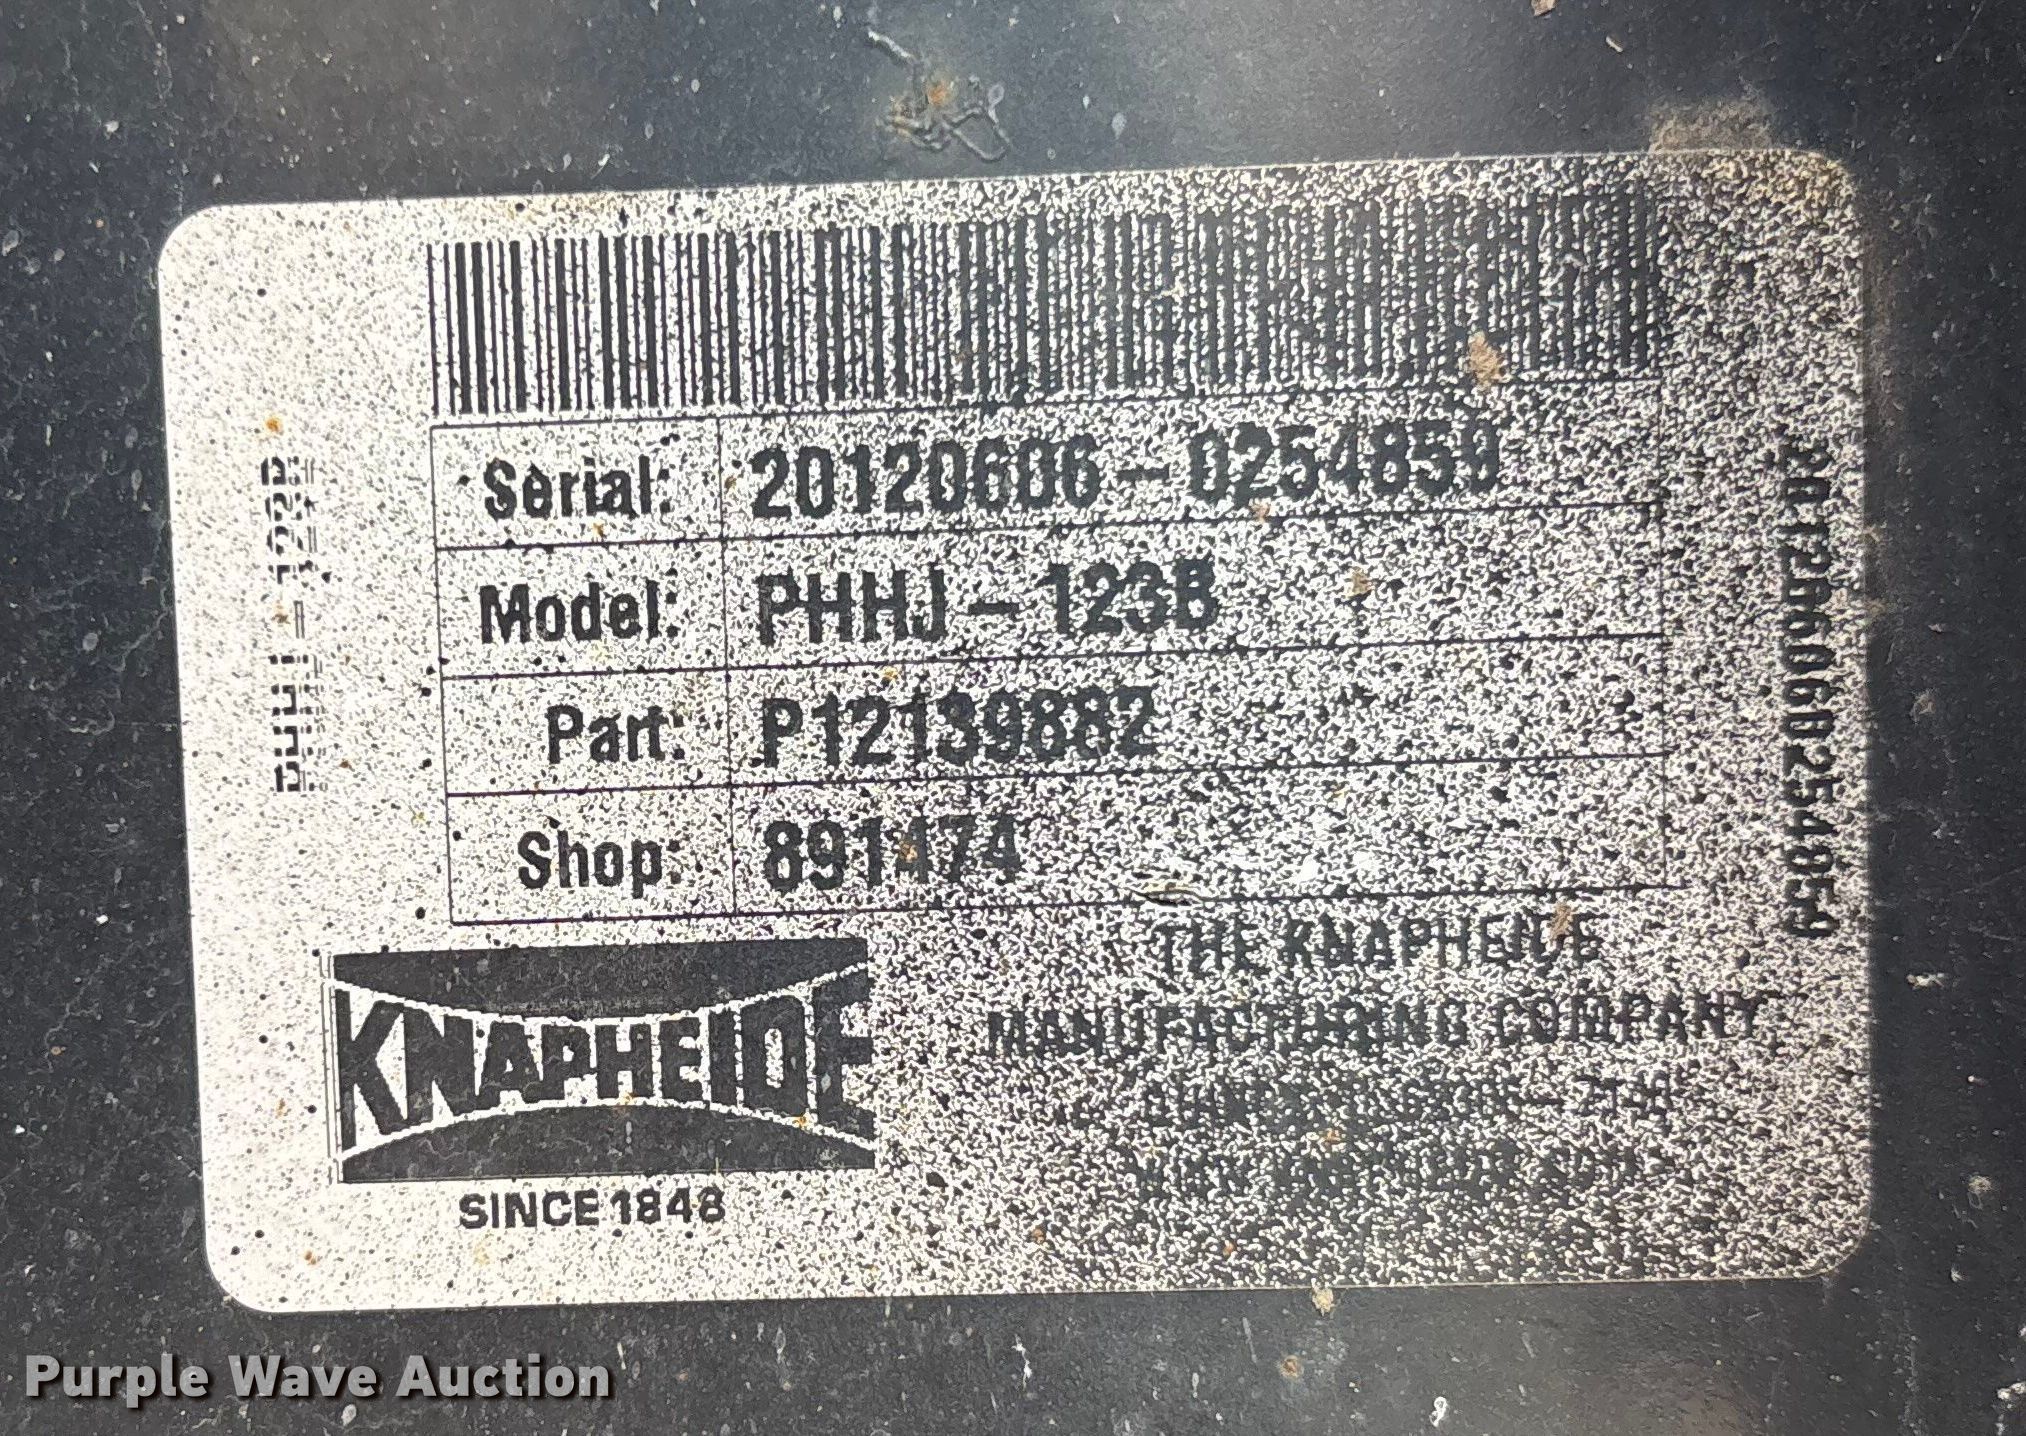 Serial: 20120606-0254859
Model: PHHJ-123B
Part: P12139882
Shop: 891474
KNAPHEIDE
SINCE 1848
THE KNAPHEIDE
MANUFACTURING COMPANY
201206060254859
Purple Wave Auction